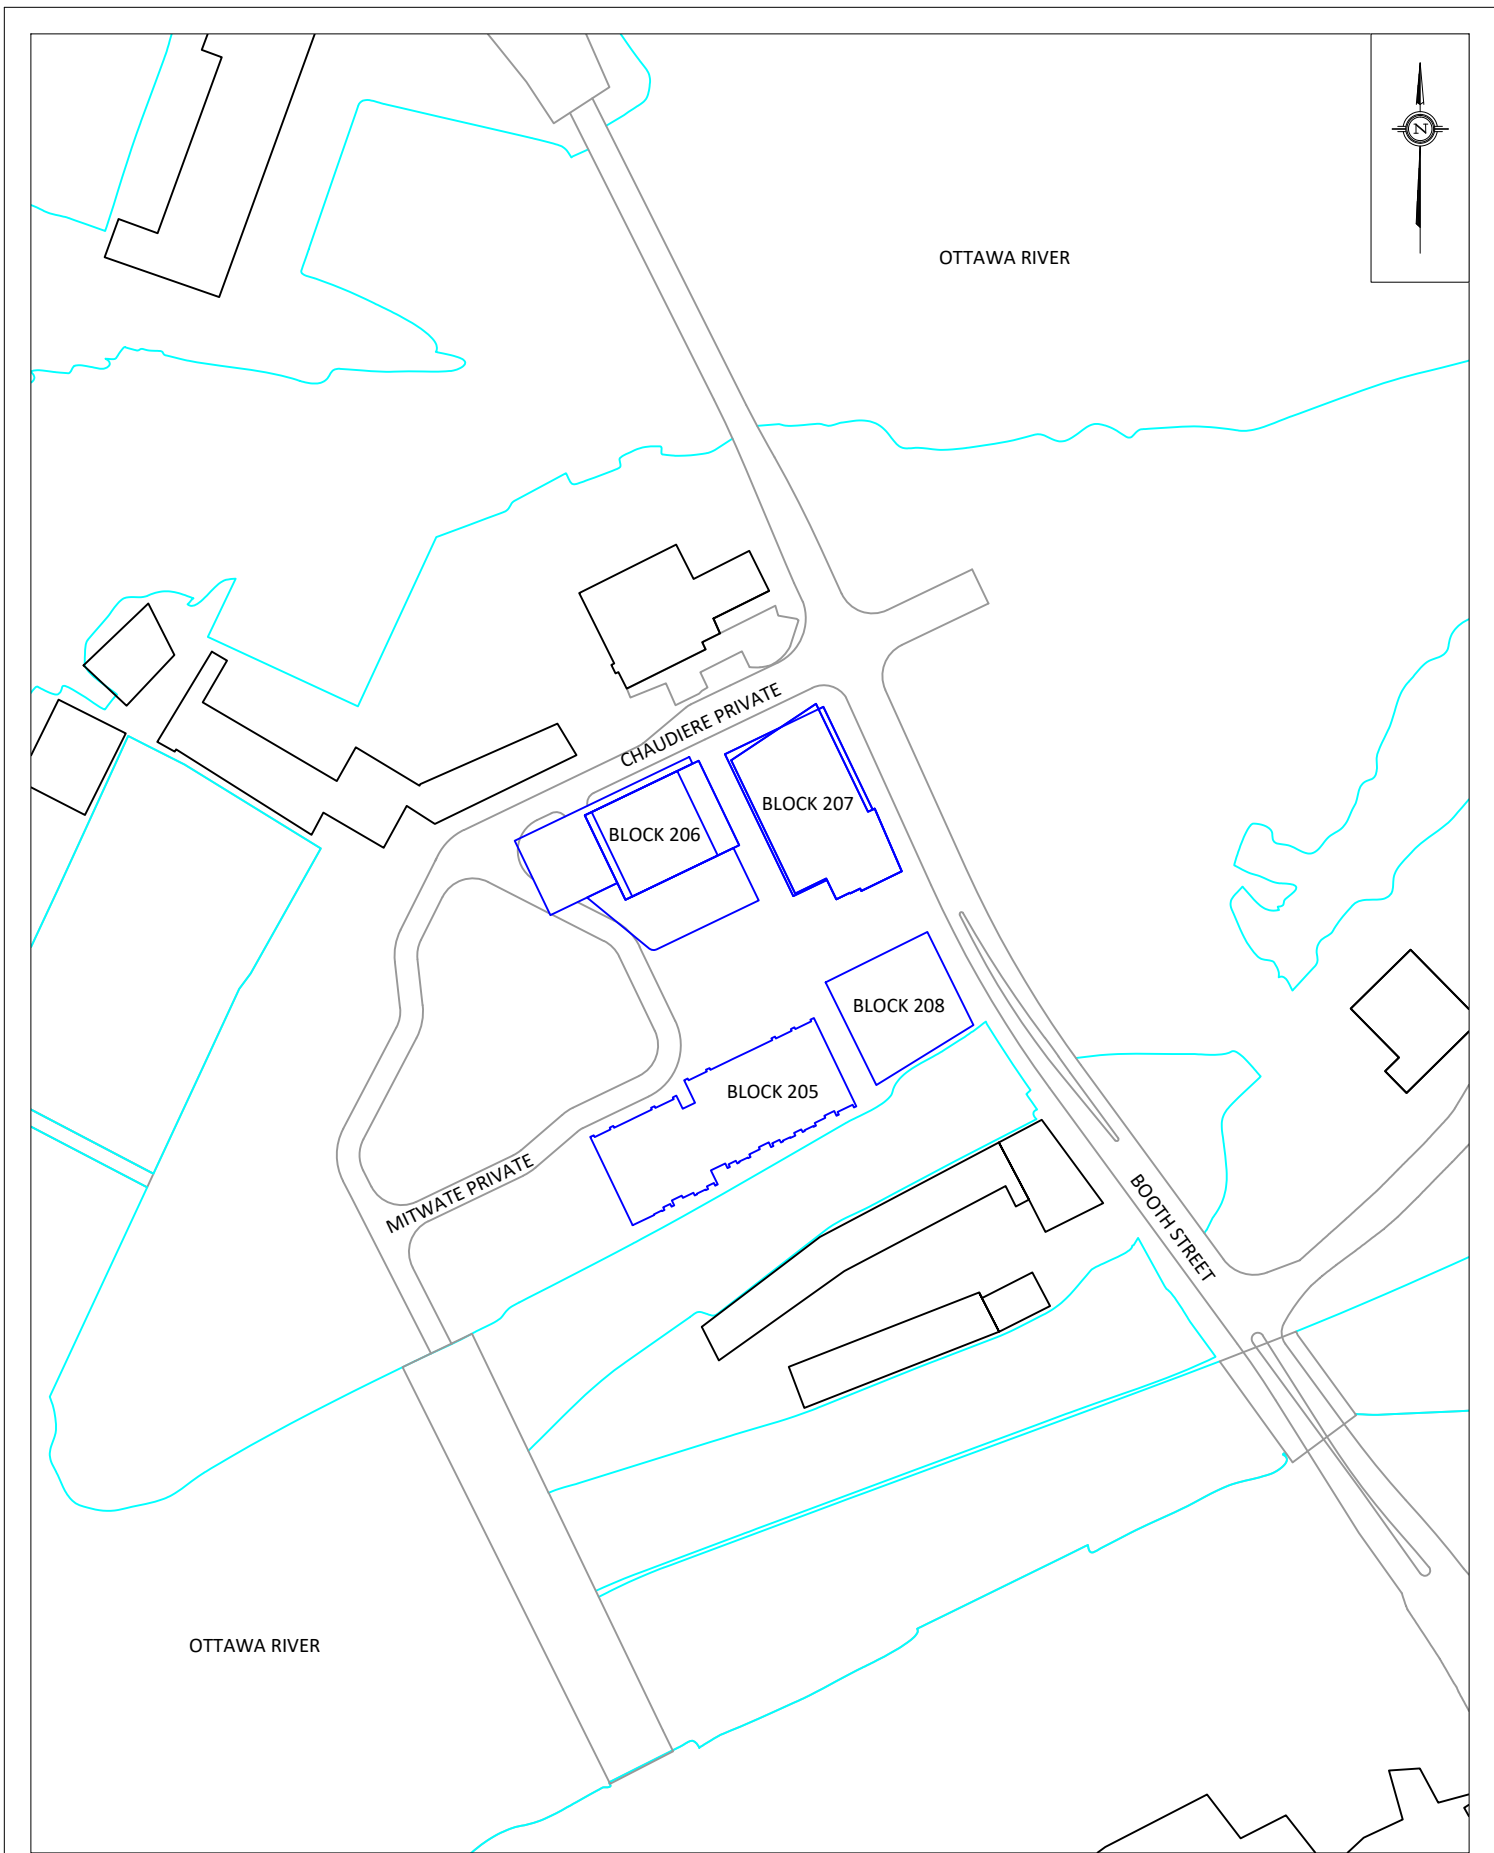 N
OTTAWA RIVER
CHAUDIERE PRIVATE
BLOCK 207
BLOCK 206
BLOCK 208
BLOCK 205
MITWATE PRIVATE
BOOTH STREET
OTTAWA RIVER